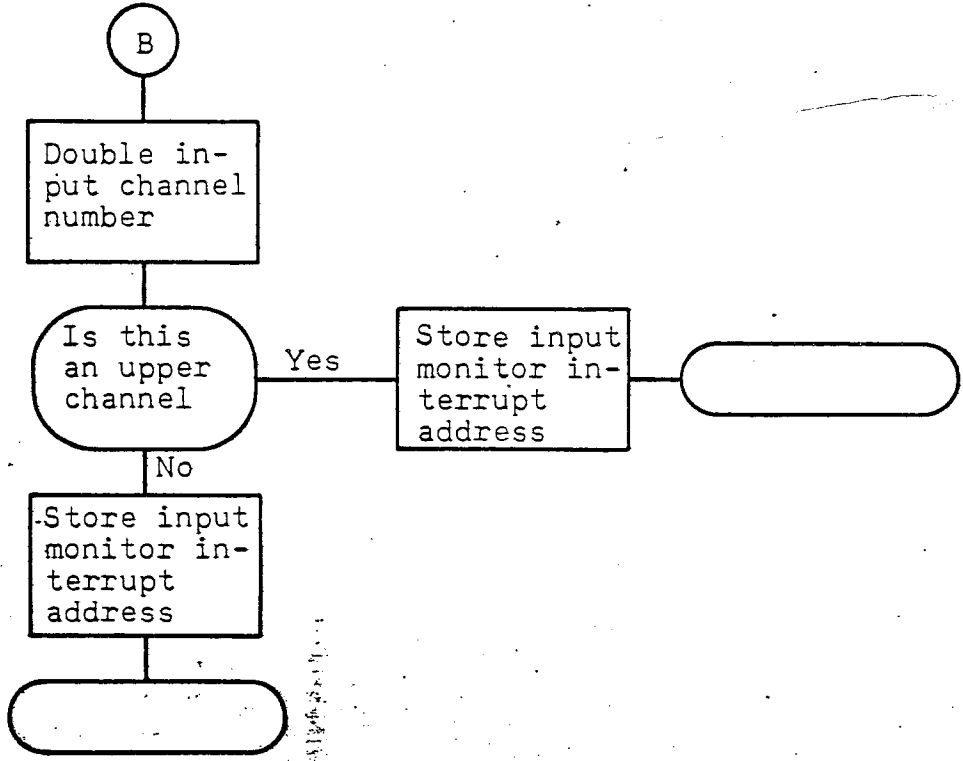 B
Double in-
put channel
number
Is this
an upper
channel
Yes
Store input
monitor in-
terrupt
address
No
Store input
monitor in-
terrupt
address